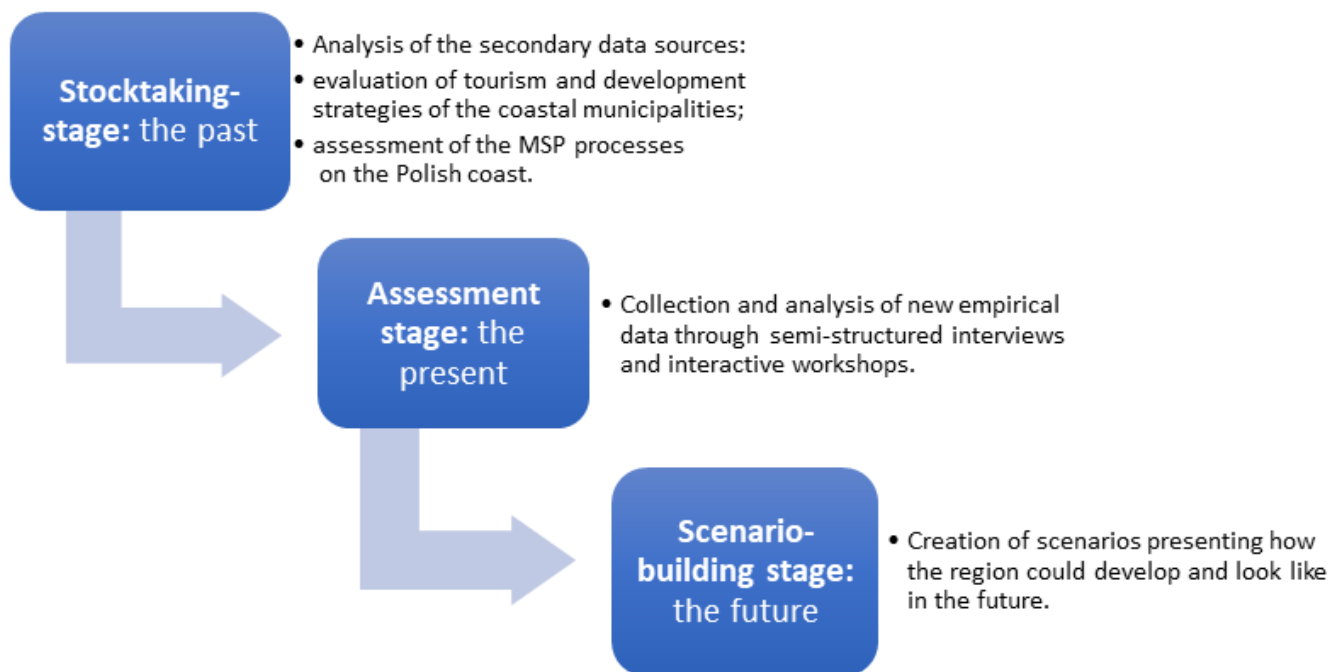 Stocktaking-
stage: the past
• Analysis of the secondary data sources:
• evaluation of tourism and development
strategies of the coastal municipalities;
• assessment of the MSP processes
on the Polish coast.
Assessment
stage: the
present
• Collection and analysis of new empirical
data through semi-structured interviews
and interactive workshops.
Scenario-
building stage:
the future
• Creation of scenarios presenting how
the region could develop and look like
in the future.